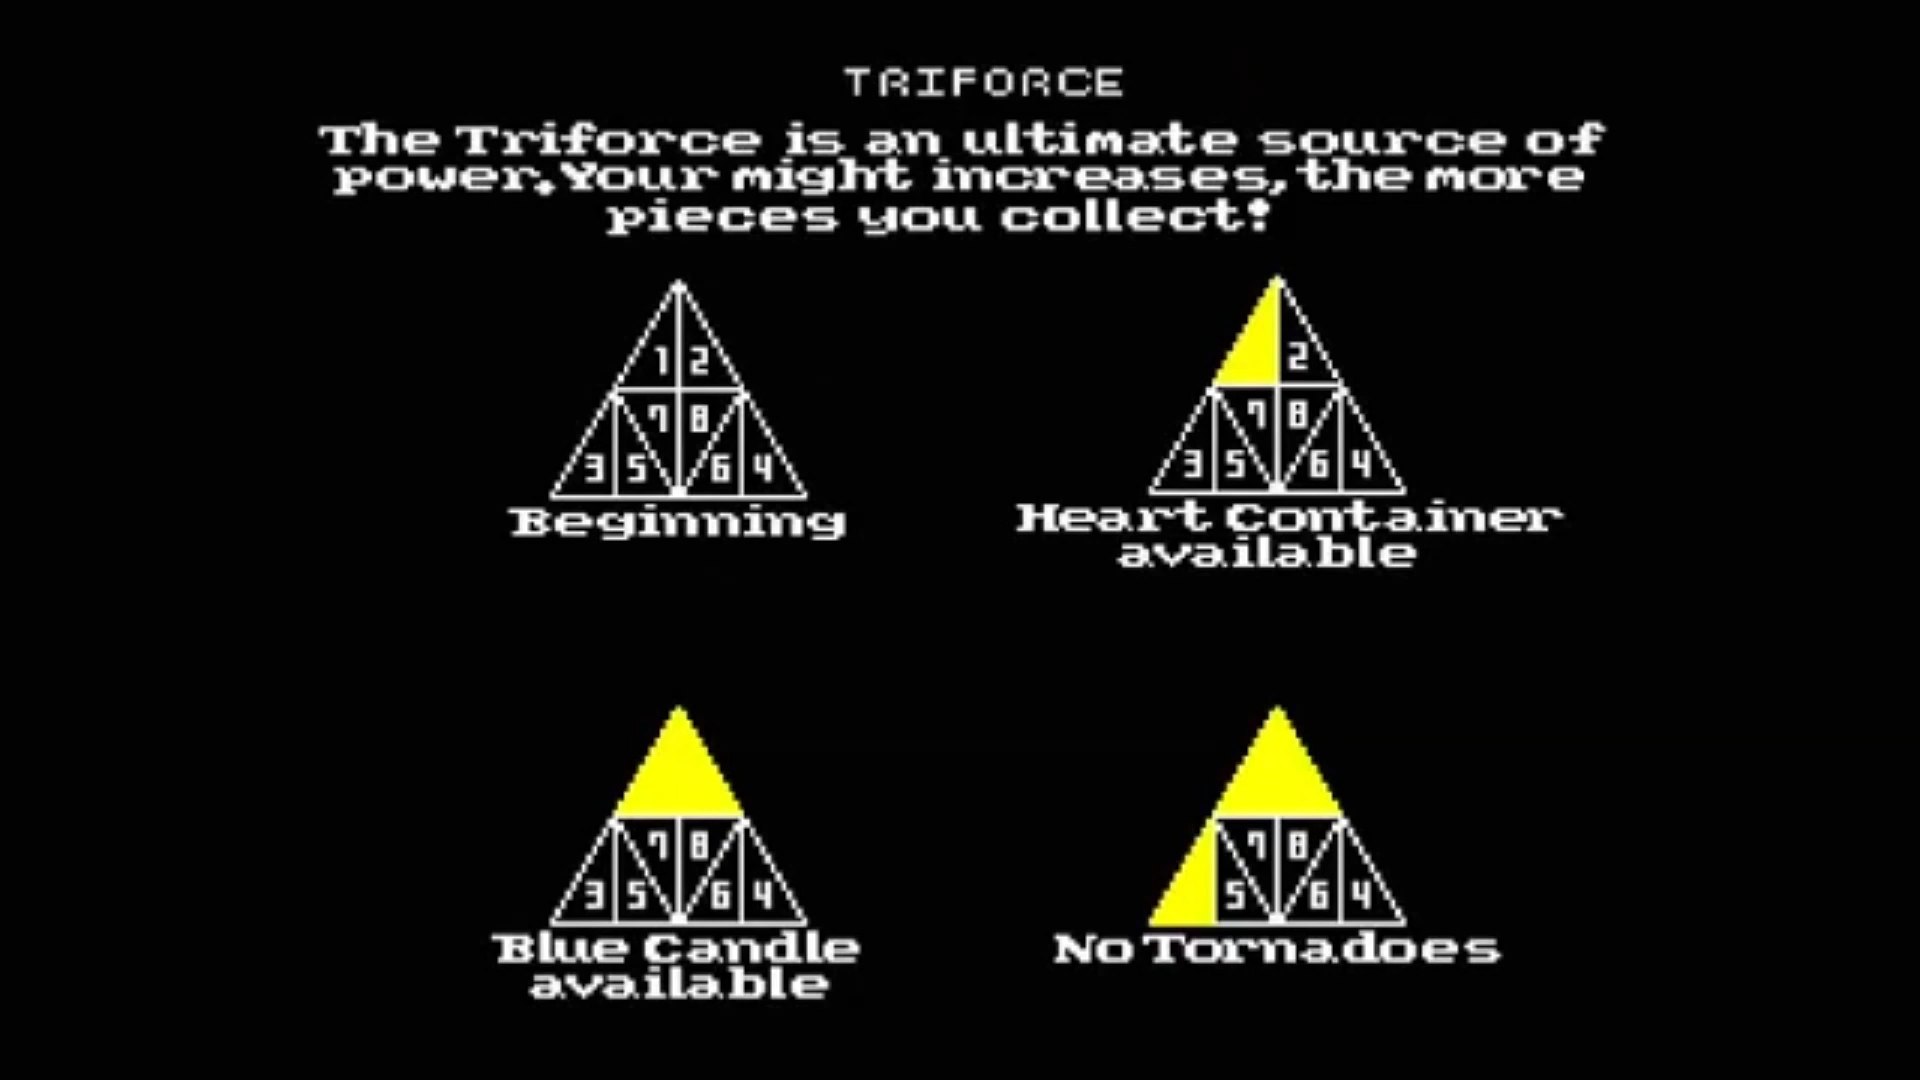 TRIFORCE
The Triforce is an ultimate source of
power.Your might increases,the more
pieces you collect!
1 2
7 8
3 5 6 4
Beginning
2
7 8
3 5 6 4
Heart Container
available
7 8
3 5 6 4
Blue Candle
available
7 8
5 6 4
No Tornadoes